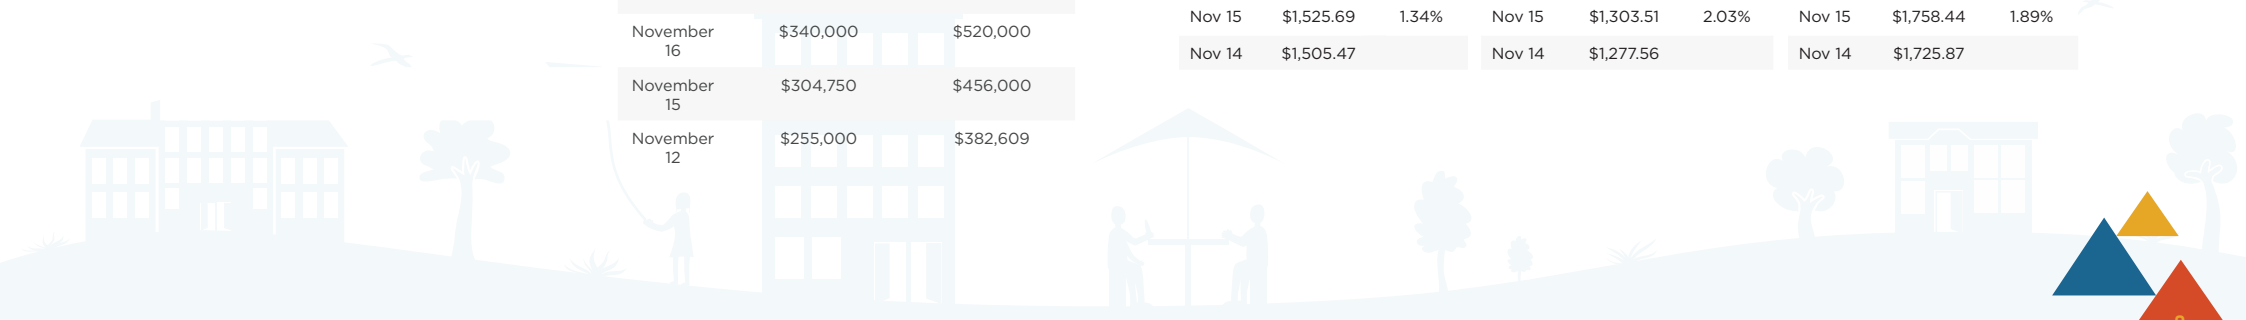 November $340,000 $520,000
16
November $304,750 $456,000
15
November $255,000 $382,609
12
Nov 15 $1,525.69 1.34% Nov 15 $1,303.51 2.03% Nov 15 $1,758.44 1.89%
Nov 14 $1,505.47 Nov 14 $1,277.56 Nov 14 $1,725.87